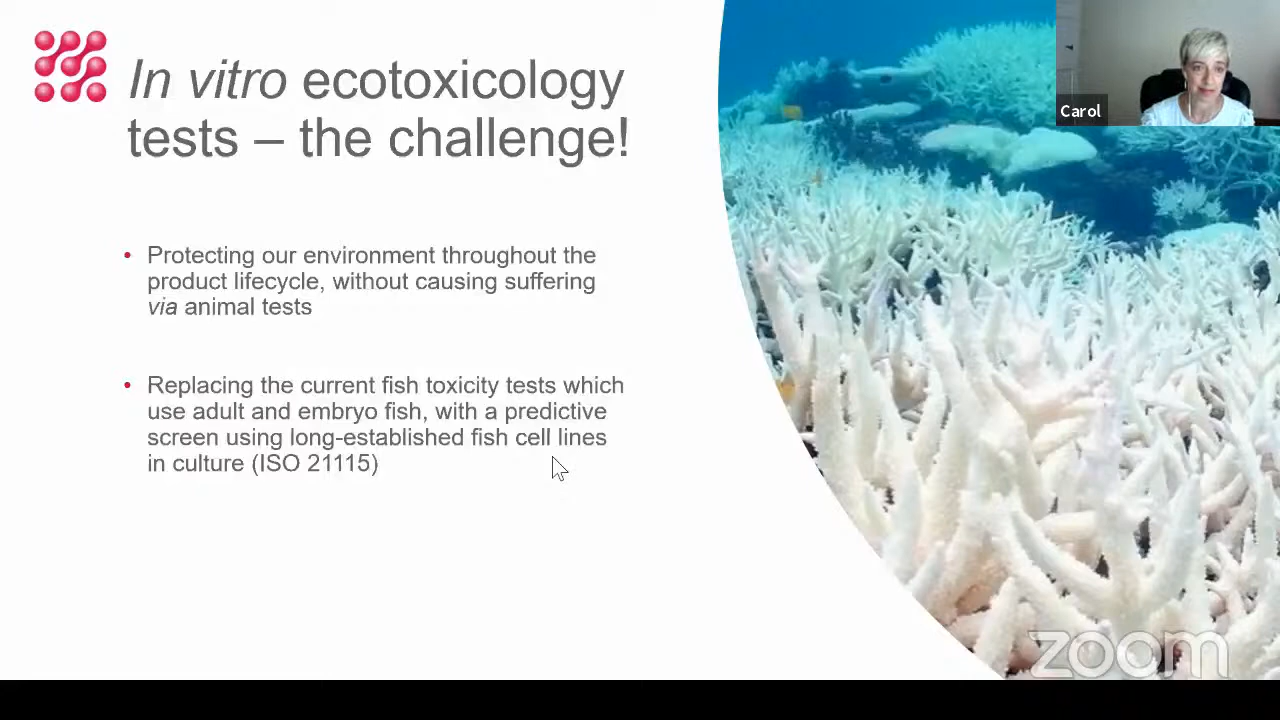 In vitro ecotoxicology
tests – the challenge!
Carol
• Protecting our environment throughout the
product lifecycle, without causing suffering
via animal tests
• Replacing the current fish toxicity tests which
use adult and embryo fish, with a predictive
screen using long-established fish cell lines
in culture (ISO 21115)
zoom